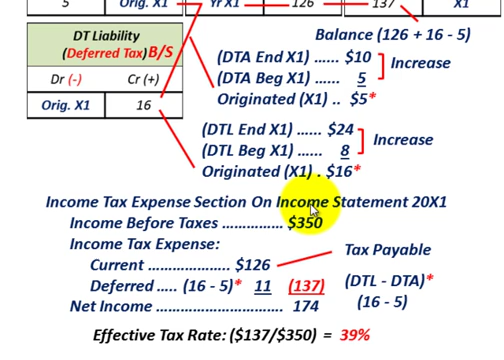 5 Orig. X1 Yr X1 126 137 X1
Balance (126 + 16 - 5)
DT Liability
(Deferred Tax) B/S
Dr (-) Cr (+)
Orig. X1 16
(DTA End X1) ...... $10
(DTA Beg X1) ...... 5
Increase
Originated (X1) .. $5*
(DTL End X1) ...... $24
(DTL Beg X1) ...... 8
Increase
Originated (X1) . $16*
Income Tax Expense Section On Income Statement 20X1
Income Before Taxes ............... $350
Income Tax Expense:
Tax Payable
Current ..................... $126
Deferred ..... (16 - 5)* 11 (137) (DTL - DTA)*
Net Income ............................ 174 (16 - 5)
Effective Tax Rate: ($137/$350) = 39%